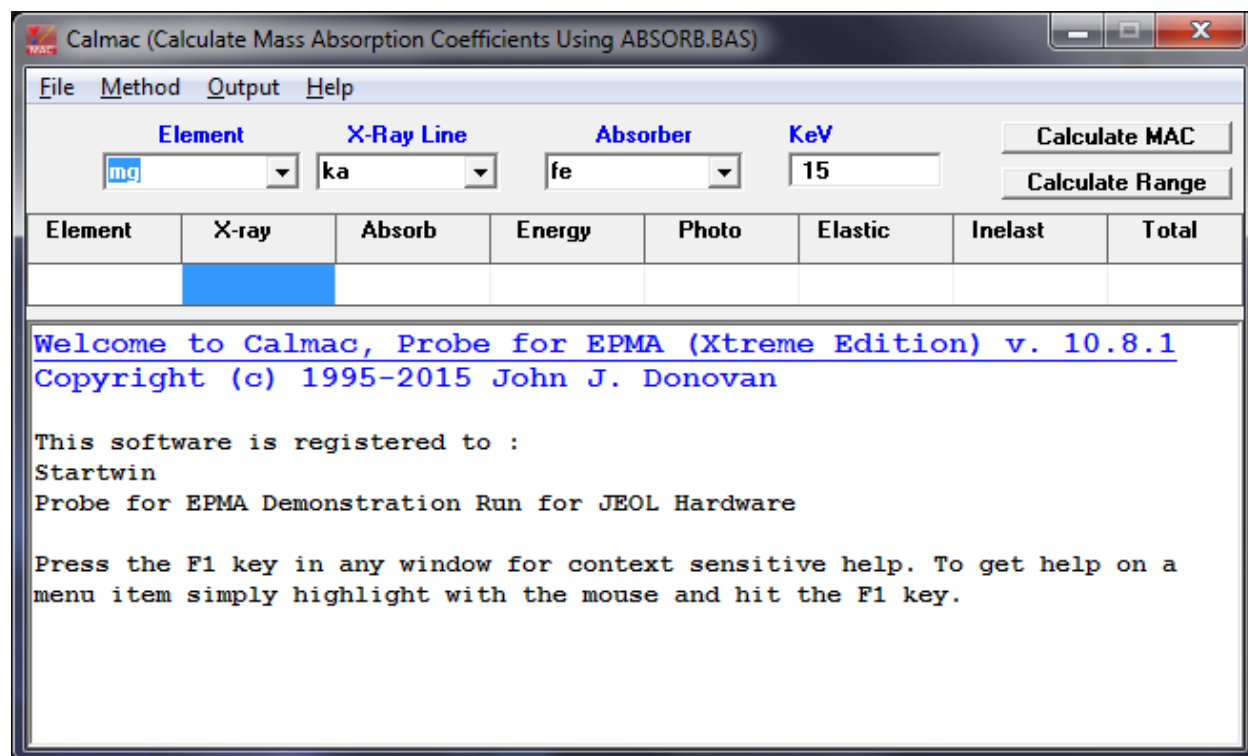 MAC
Calmac (Calculate Mass Absorption Coefficients Using ABSORB.BAS)
File Method Output Help
Element X-Ray Line Absorber KeV
Calculate MAC
mg ka fe 15
Calculate Range
Element X-ray Absorb Energy Photo Elastic Inelast Total
Welcome to Calmac, Probe for EPMA (Xtreme Edition) v. 10.8.1
Copyright (c) 1995-2015 John J. Donovan
This software is registered to :
Startwin
Probe for EPMA Demonstration Run for JEOL Hardware
Press the F1 key in any window for context sensitive help. To get help on a
menu item simply highlight with the mouse and hit the F1 key.